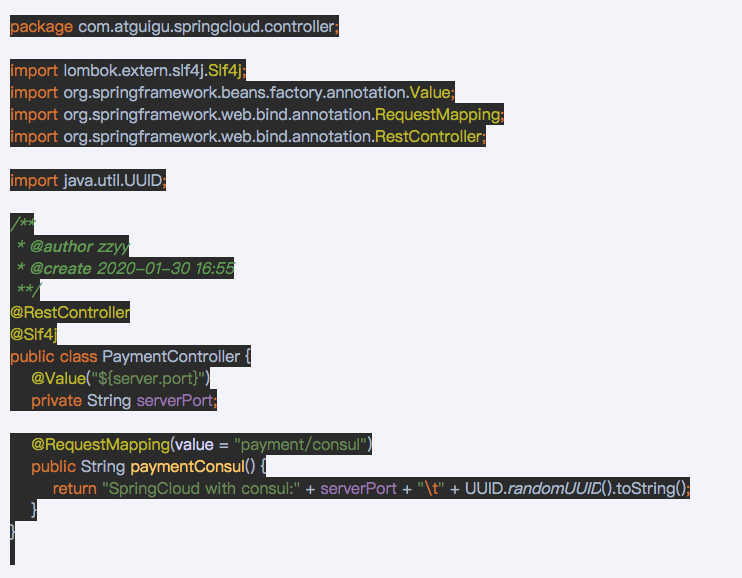 package com.atguigu.springcloud.controller;
import lombok.extern.slf4j.Slf4j;
import org.springframework.beans.factory.annotation.Value;
import org.springframework.web.bind.annotation.RequestMapping;
import org.springframework.web.bind.annotation.RestController;
import java.util.UUID;
/**
* @author zzyy
* @create 2020-01-30 16:55
**/
@RestController
@Slf4j
public class PaymentController {
@Value("${server.port}")
private String serverPort;
@RequestMapping(value = "payment/consul")
public String paymentConsul() {
return "SpringCloud with consul:" + serverPort + "\t" + UUID.randomUUID().toString();
}
}